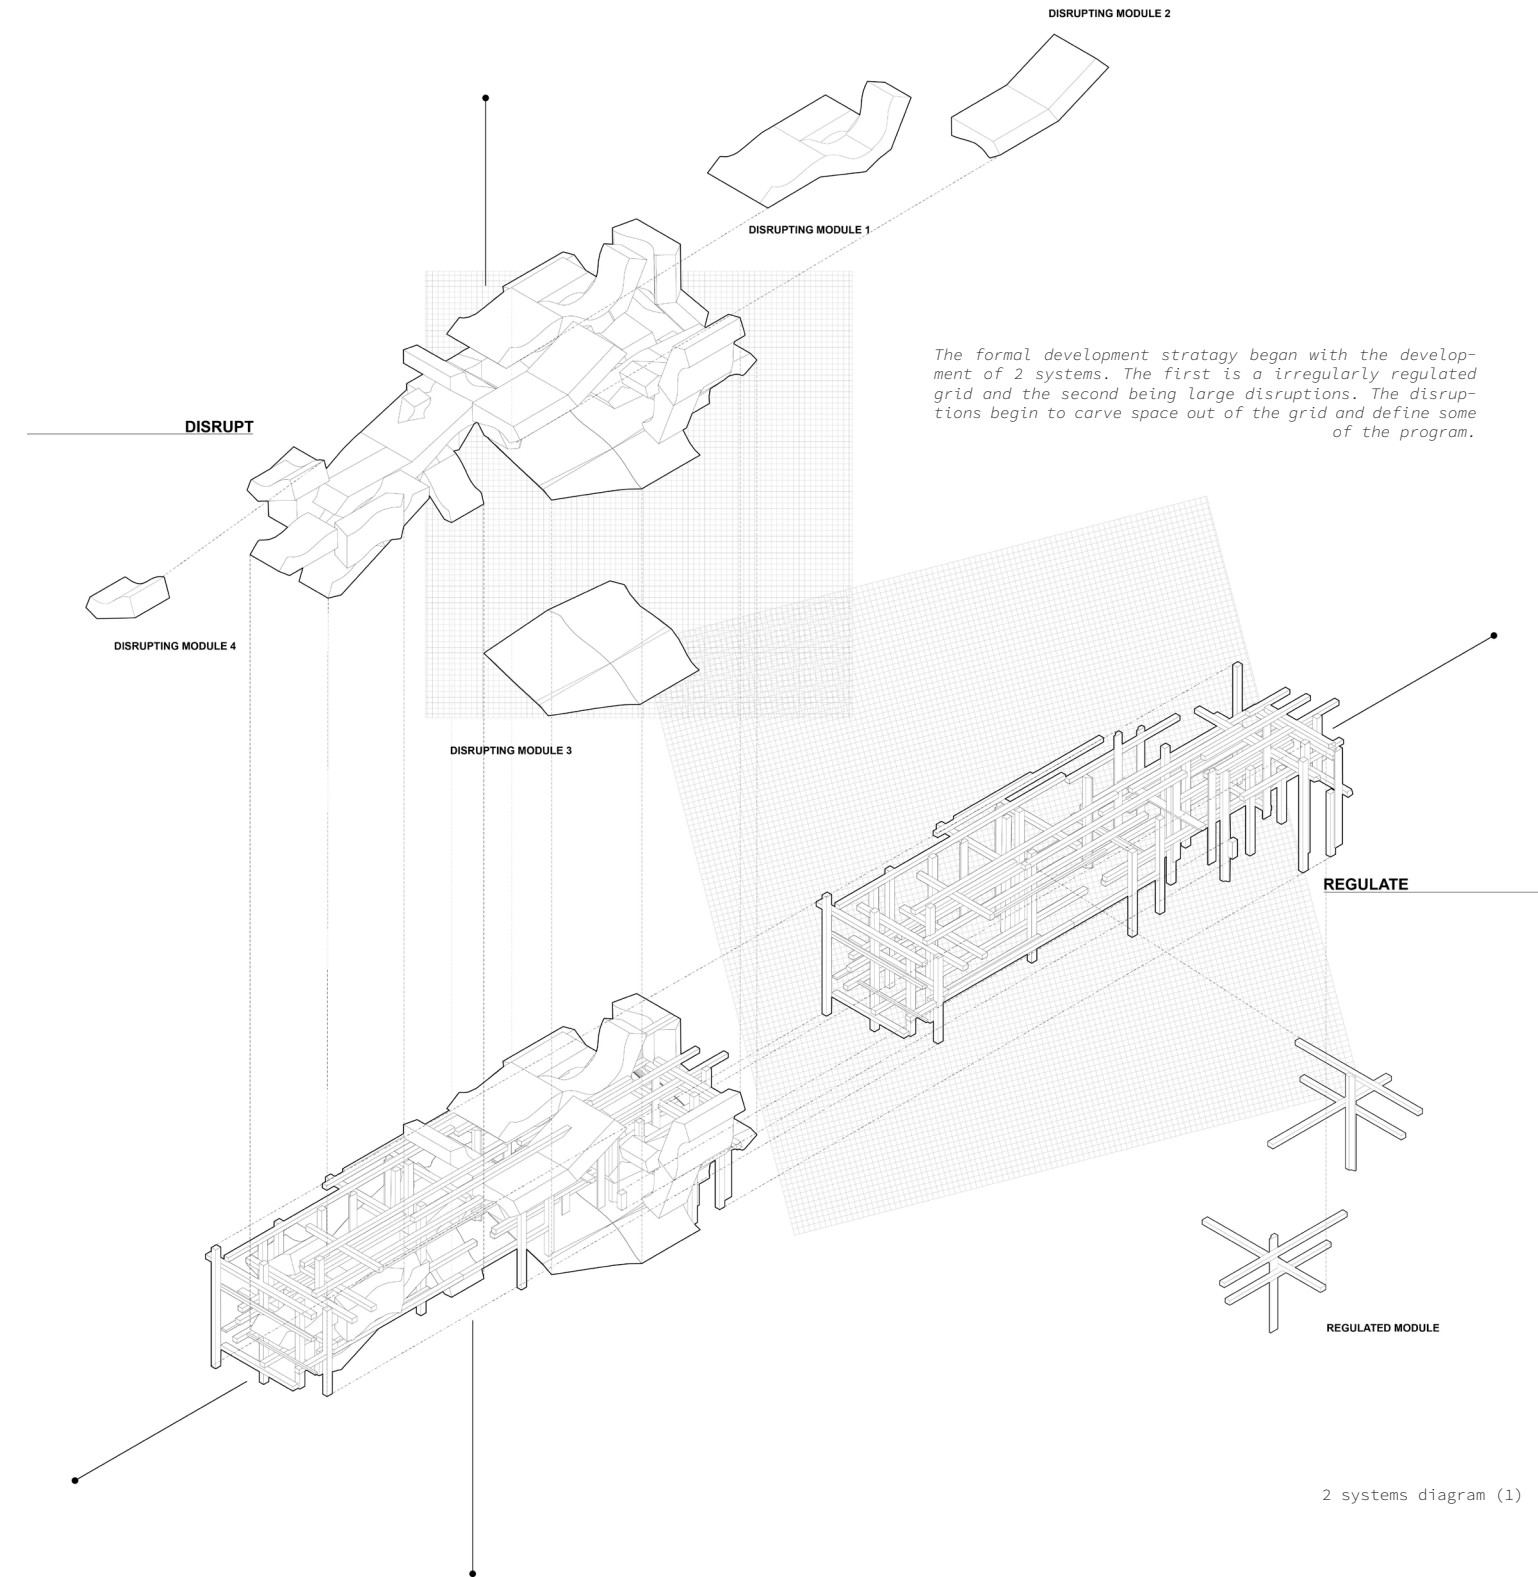 DISRUPTING MODULE 2
DISRUPTING MODULE 1
The formal development stratagy began with the develop-
ment of 2 systems. The first is a irregularly regulated
grid and the second being large disruptions. The disrup-
tions begin to carve space out of the grid and define some
of the program.
DISRUPT
DISRUPTING MODULE 4
DISRUPTING MODULE 3
REGULATE
REGULATED MODULE
2 systems diagram (1)